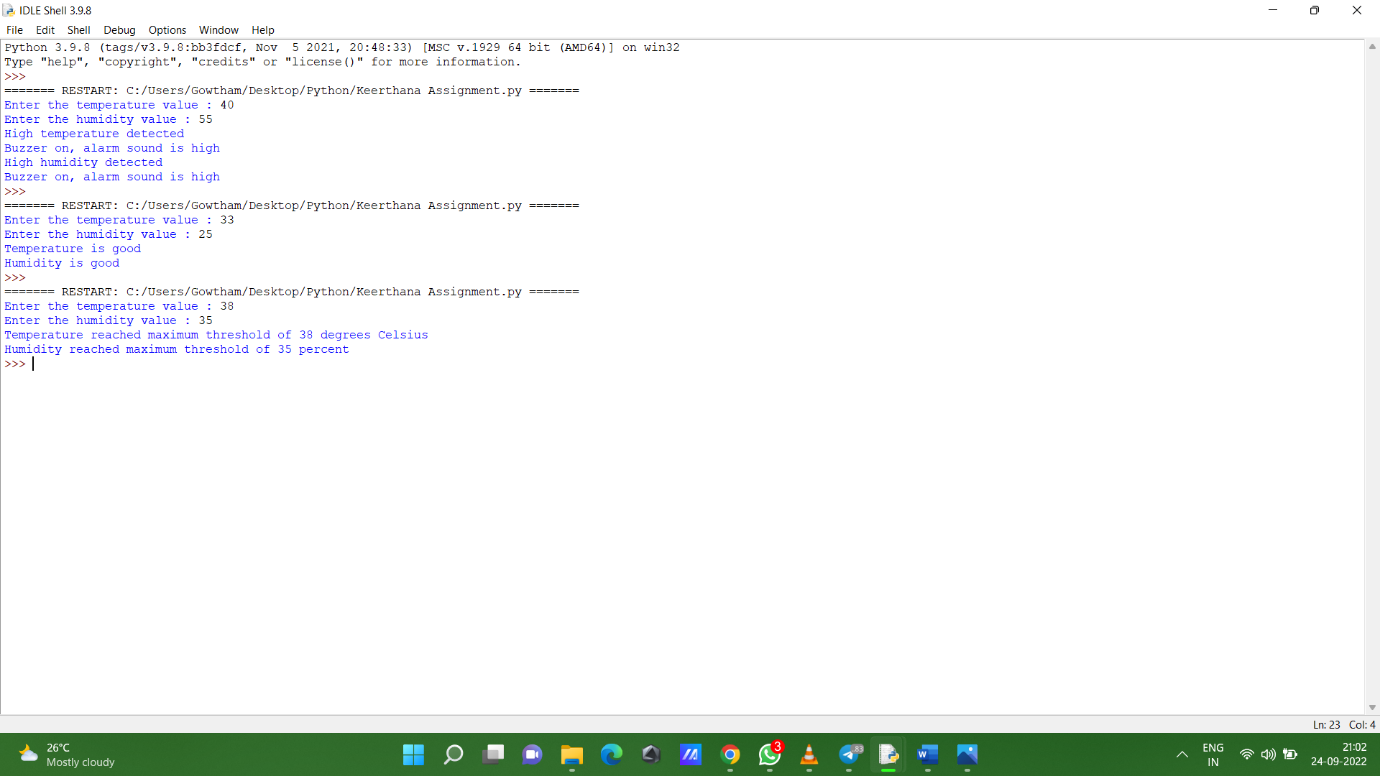 IDLE Shell 3.9.8
File Edit Shell Debug Options Window Help
Python 3.9.8 (tags/v3.9.8:bb3fdcf, Nov  5 2021, 20:48:33) [MSC v.1929 64 bit (AMD64)] on win32
Type "help", "copyright", "credits" or "license()" for more information.
>>>
======= RESTART: C:/Users/Gowtham/Desktop/Python/Keerthana Assignment.py =======
Enter the temperature value : 40
Enter the humidity value : 55
High temperature detected
Buzzer on, alarm sound is high
High humidity detected
Buzzer on, alarm sound is high
>>>
======= RESTART: C:/Users/Gowtham/Desktop/Python/Keerthana Assignment.py =======
Enter the temperature value : 33
Enter the humidity value : 25
Temperature is good
Humidity is good
>>>
======= RESTART: C:/Users/Gowtham/Desktop/Python/Keerthana Assignment.py =======
Enter the temperature value : 38
Enter the humidity value : 35
Temperature reached maximum threshold of 38 degrees Celsius
Humidity reached maximum threshold of 35 percent
>>>
Ln: 23 Col: 4
26°C
Mostly cloudy
3
83
W
ENG
IN
21:02
24-09-2022